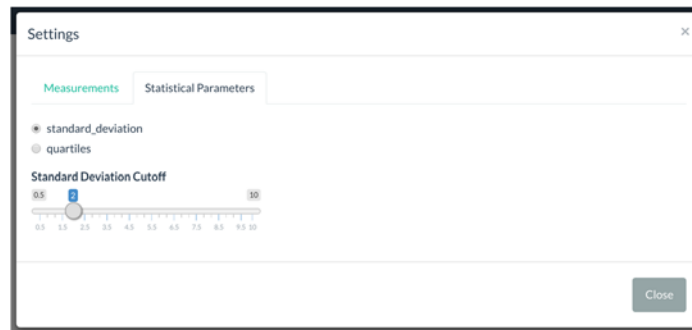 Settings ×
Measurements Statistical Parameters
standard_deviation
quartiles
Standard Deviation Cutoff
0.5 2 10
0.5 1.5 2.5 3.5 4.5 5.5 6.5 7.5 8.5 9.5 10
Close